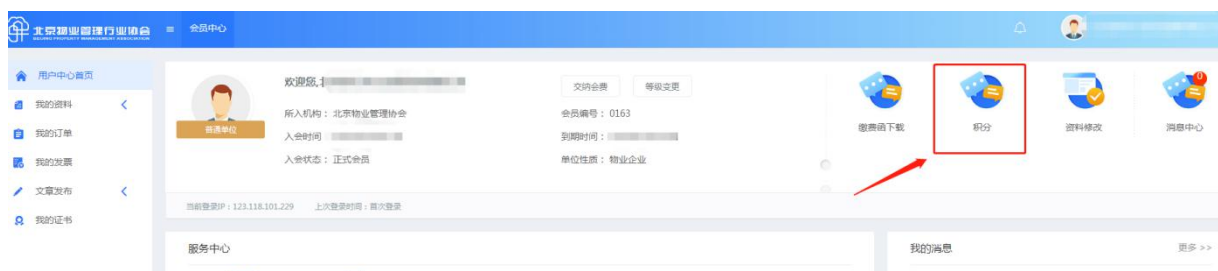 北京物业管理行业协会
BEIJING PROPERTY MANAGEMENT ASSOCIATION
会员中心
用户中心首页
我的资料
我的订单
我的发票
文章发布
我的证书
普通单位
欢迎您,北
交纳会费 等级变更
所入机构：北京物业管理协会
会员编号：0163
入会时间
到期时间：
入会状态：正式会员
单位性质：物业企业
缴费函下载
积分
资料修改
0
消息中心
当前登录IP：123.118.101.229 上次登录时间：首次登录
服务中心
我的消息
更多 >>